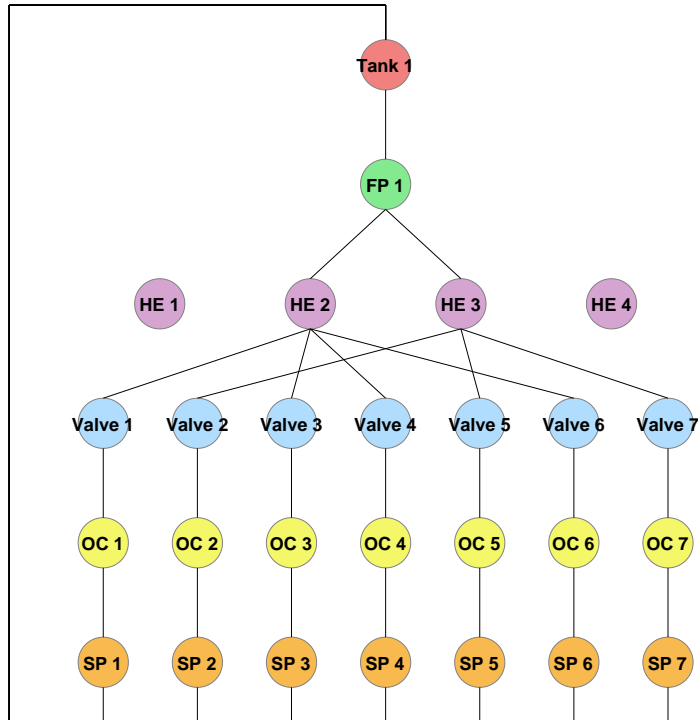 Tank 1
FP 1
HE 1 HE 2 HE 3 HE 4
Valve 1 Valve 2 Valve 3 Valve 4 Valve 5 Valve 6 Valve 7
OC 1 OC 2 OC 3 OC 4 OC 5 OC 6 OC 7
SP 1 SP 2 SP 3 SP 4 SP 5 SP 6 SP 7